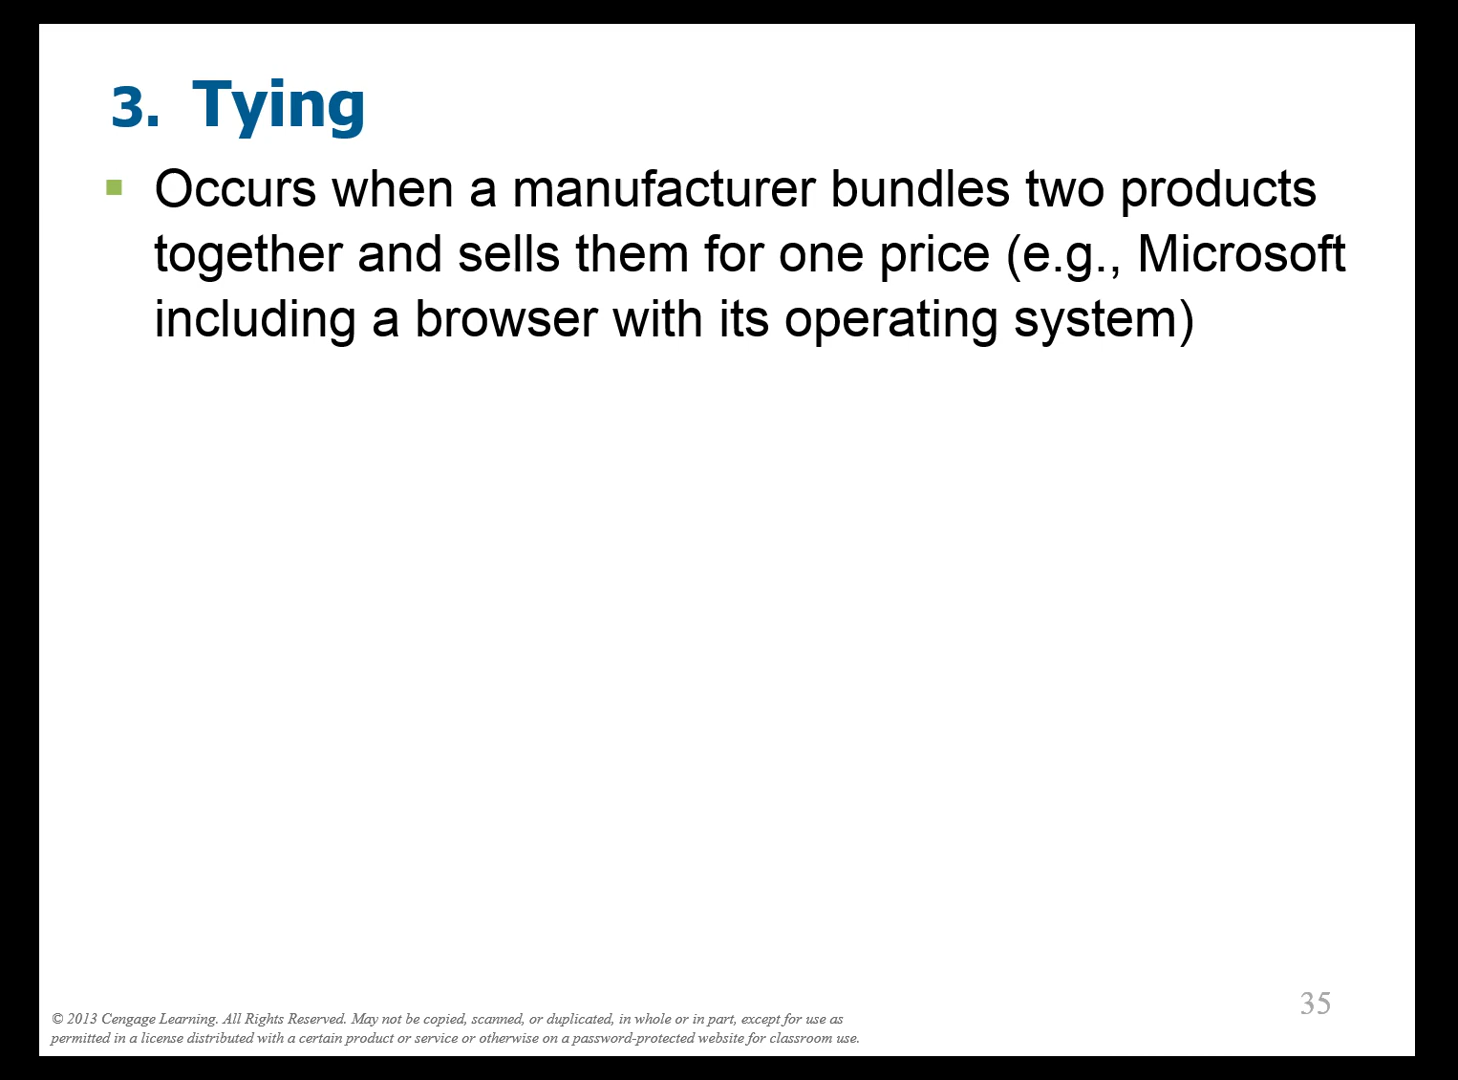 3. Tying
Occurs when a manufacturer bundles two products
together and sells them for one price (e.g., Microsoft
including a browser with its operating system)
35
© 2013 Cengage Learning. All Rights Reserved. May not be copied, scanned, or duplicated, in whole or in part, except for use as
permitted in a license distributed with a certain product or service or otherwise on a password-protected website for classroom use.